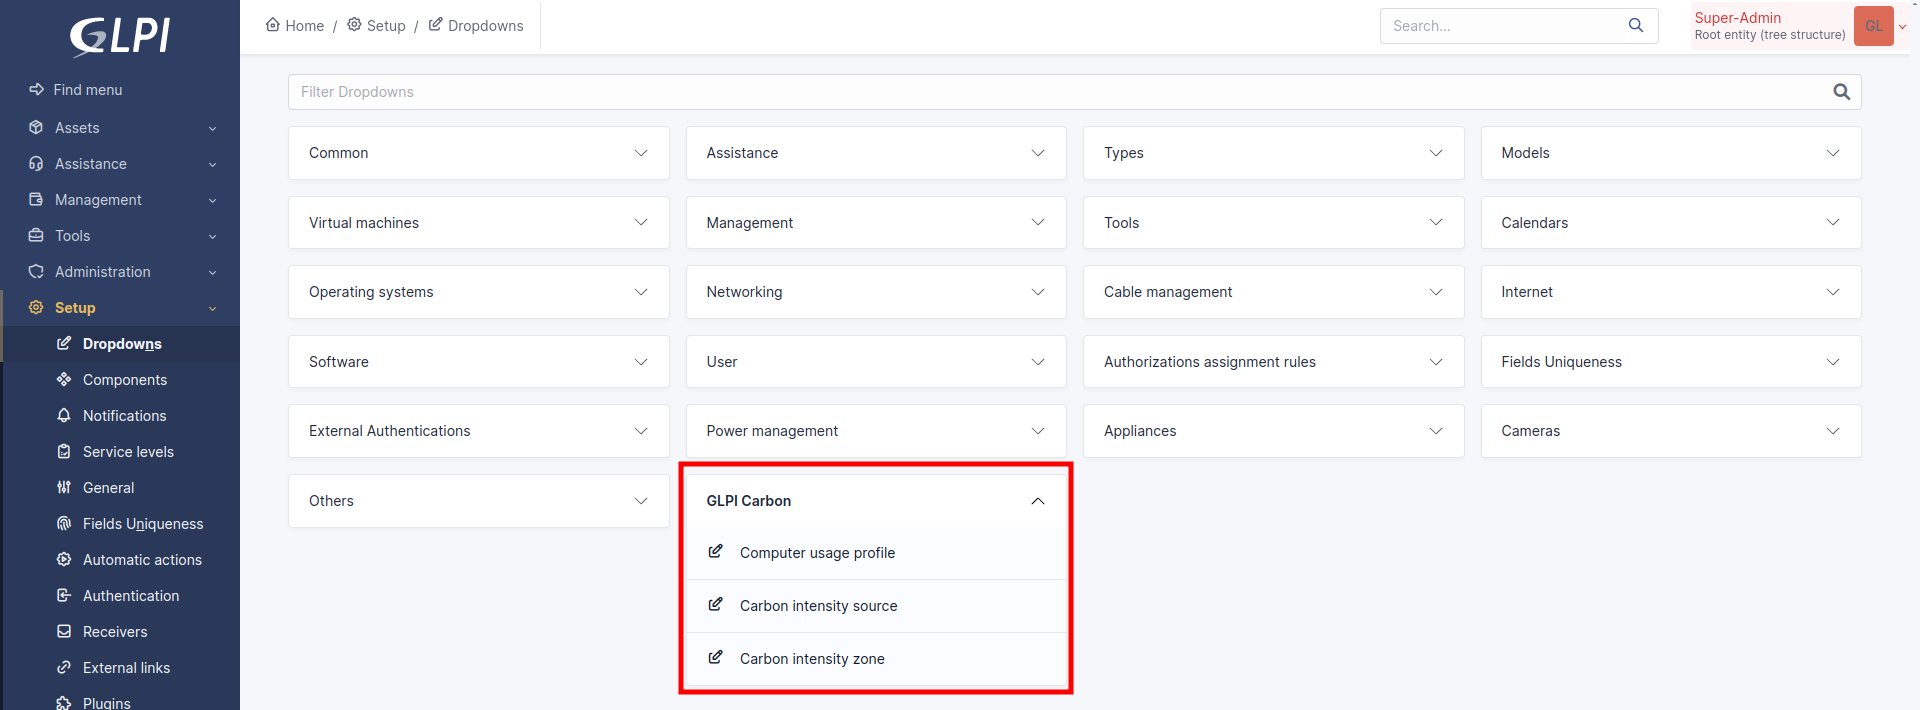 GLPI
Find menu
Assets
Assistance
Management
Tools
Administration
Setup
Dropdowns
Components
Notifications
Service levels
General
Fields Uniqueness
Automatic actions
Authentication
Receivers
External links
Plugins
Home / Setup / Dropdowns
Search...
Super-Admin
Root entity (tree structure)
GL
Filter Dropdowns
Common
Assistance
Types
Models
Virtual machines
Management
Tools
Calendars
Operating systems
Networking
Cable management
Internet
Software
User
Authorizations assignment rules
Fields Uniqueness
External Authentications
Power management
Appliances
Cameras
Others
GLPI Carbon
Computer usage profile
Carbon intensity source
Carbon intensity zone